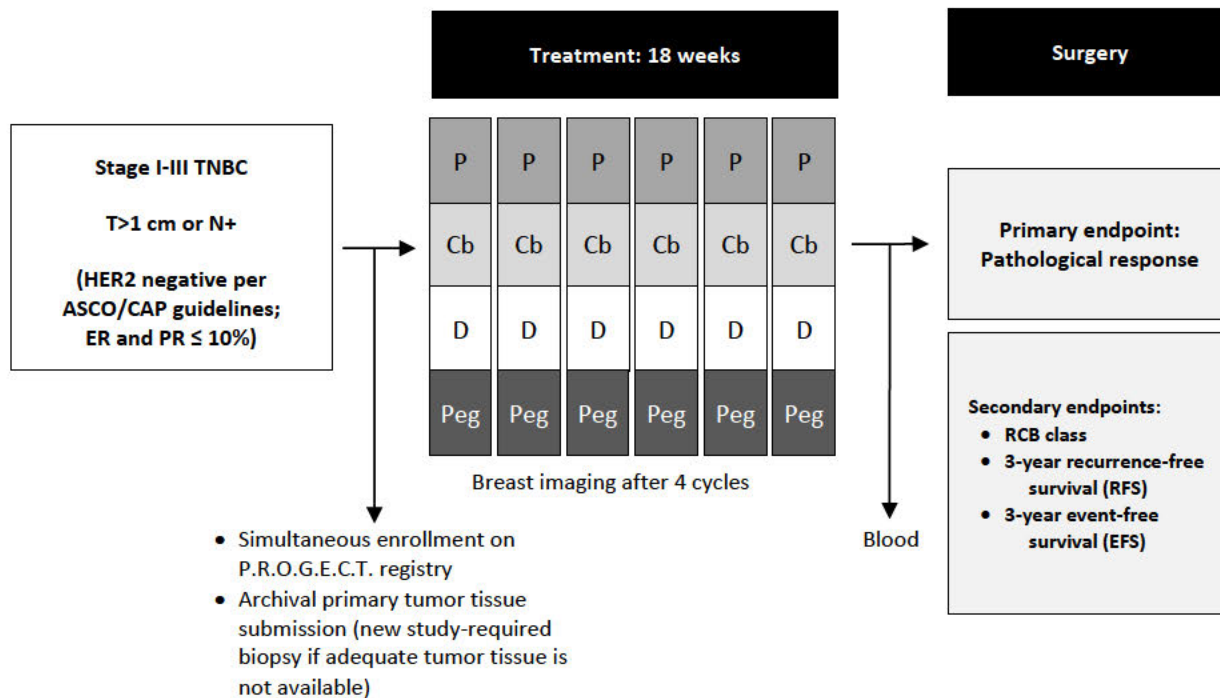 Treatment: 18 weeks
Surgery
Stage I-III TNBC
T>1 cm or N+
(HER2 negative per
ASCO/CAP guidelines;
ER and PR ≤ 10%)
P P P P P P
Cb Cb Cb Cb Cb Cb
D D D D D D
Peg Peg Peg Peg Peg Peg
Breast imaging after 4 cycles
• Simultaneous enrollment on
P.R.O.G.E.C.T. registry
• Archival primary tumor tissue
submission (new study-required
biopsy if adequate tumor tissue is
not available)
Blood
Primary endpoint:
Pathological response
Secondary endpoints:
• RCB class
• 3-year recurrence-free
survival (RFS)
• 3-year event-free
survival (EFS)